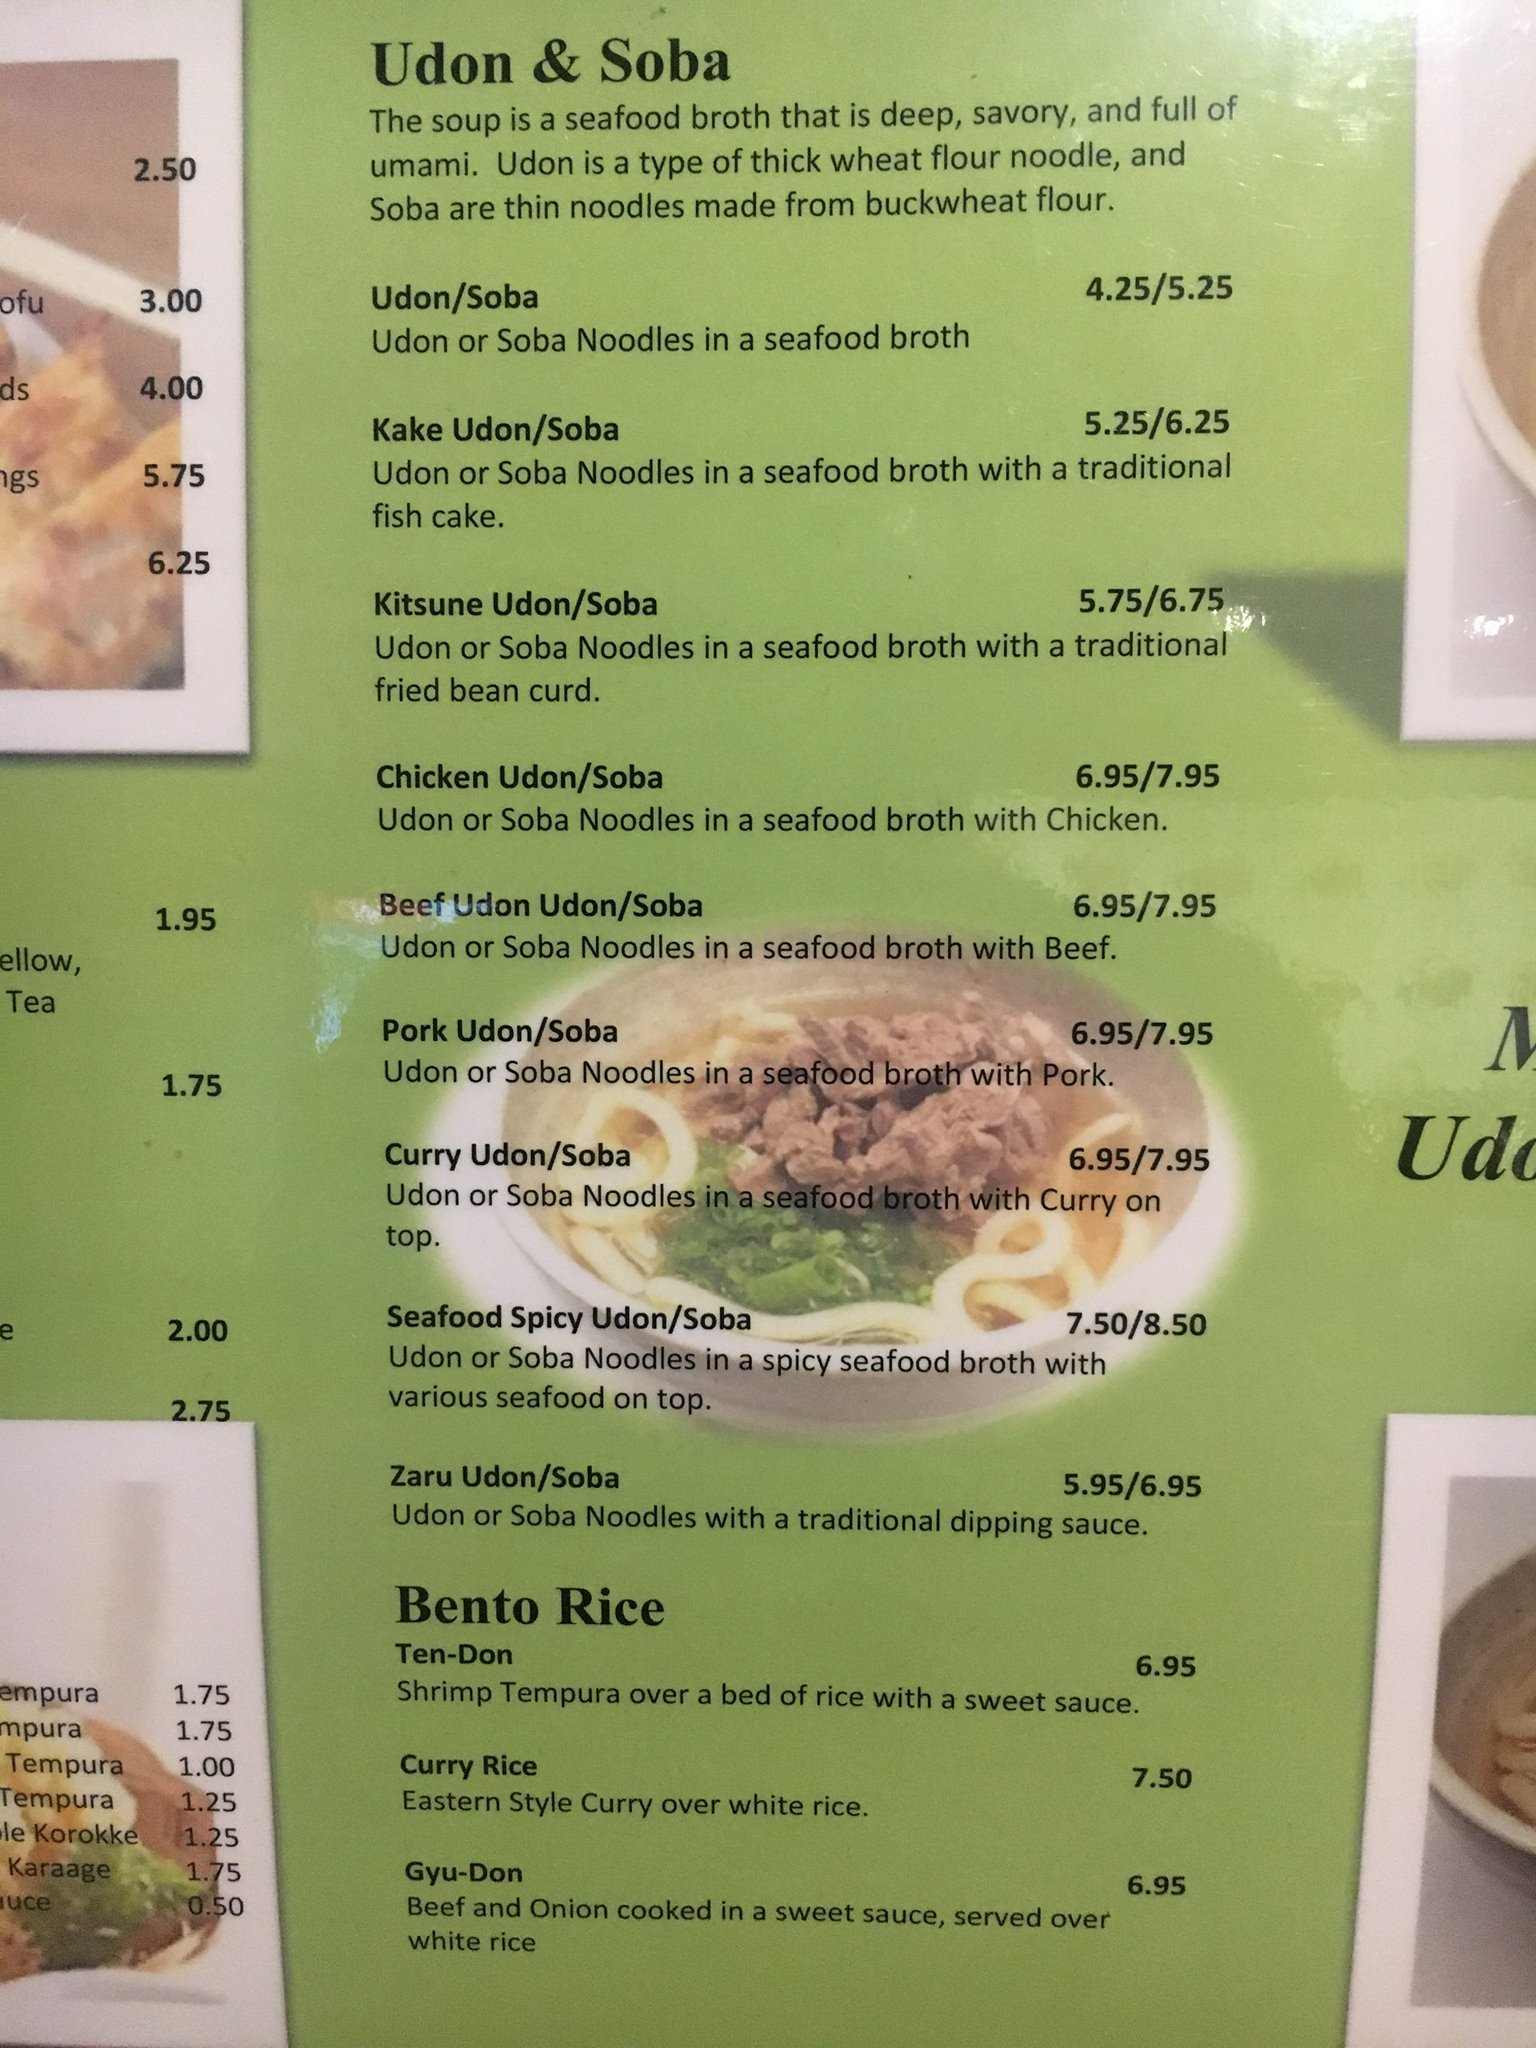 2.50
ofu 3.00
ds 4.00
ngs 5.75
6.25
1.95
ellow,
Tea
1.75
e 2.00
2.75
empura 1.75
mpura 1.75
Tempura 1.00
Tempura 1.25
le Korokke 1.25
Karaage 1.75
uce 0.50
Udon & Soba
The soup is a seafood broth that is deep, savory, and full of
umami. Udon is a type of thick wheat flour noodle, and
Soba are thin noodles made from buckwheat flour.
Udon/Soba 4.25/5.25
Udon or Soba Noodles in a seafood broth
Kake Udon/Soba 5.25/6.25
Udon or Soba Noodles in a seafood broth with a traditional
fish cake.
Kitsune Udon/Soba 5.75/6.75
Udon or Soba Noodles in a seafood broth with a traditional
fried bean curd.
Chicken Udon/Soba 6.95/7.95
Udon or Soba Noodles in a seafood broth with Chicken.
Beef Udon Udon/Soba 6.95/7.95
Udon or Soba Noodles in a seafood broth with Beef.
Pork Udon/Soba 6.95/7.95
Udon or Soba Noodles in a seafood broth with Pork.
Curry Udon/Soba 6.95/7.95
Udon or Soba Noodles in a seafood broth with Curry on
top.
Seafood Spicy Udon/Soba 7.50/8.50
Udon or Soba Noodles in a spicy seafood broth with
various seafood on top.
Zaru Udon/Soba 5.95/6.95
Udon or Soba Noodles with a traditional dipping sauce.
Bento Rice
Ten-Don 6.95
Shrimp Tempura over a bed of rice with a sweet sauce.
Curry Rice 7.50
Eastern Style Curry over white rice.
Gyu-Don 6.95
Beef and Onion cooked in a sweet sauce, served over
white rice
M
Udo